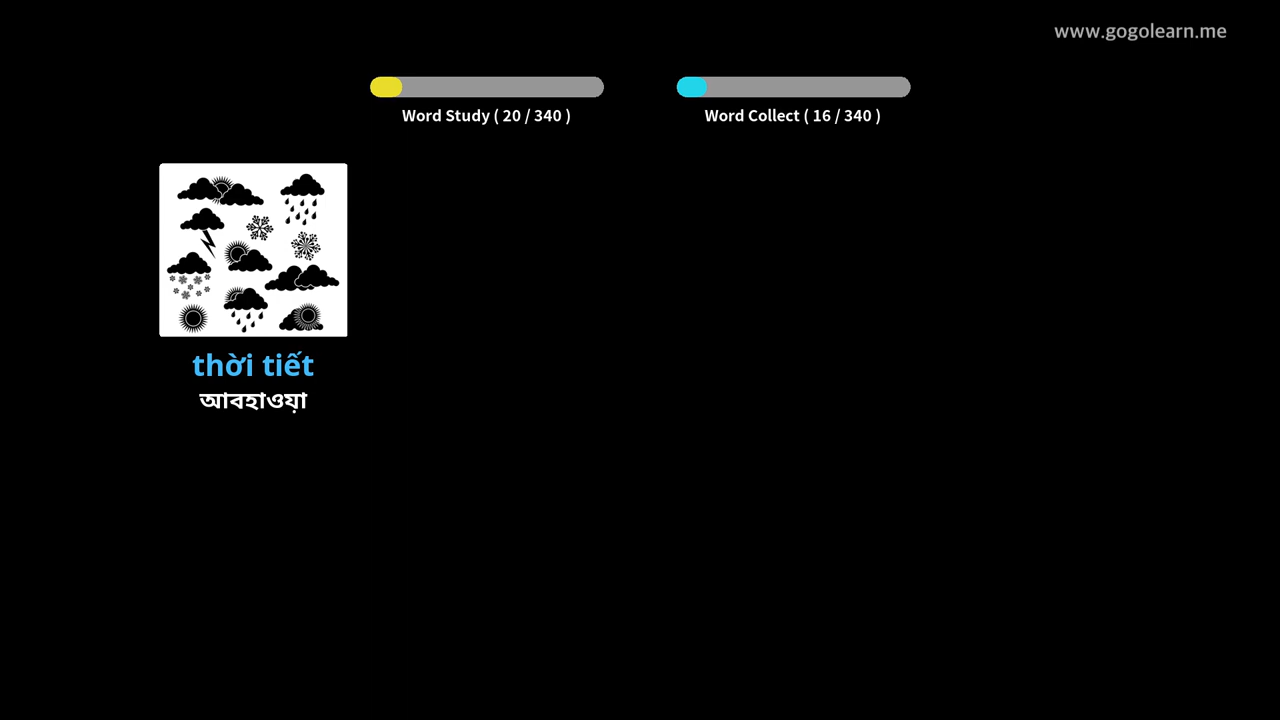 www.gogolearn.me
Word Study ( 20 / 340 )
Word Collect ( 16 / 340 )
thời tiết
আবহাওয়া